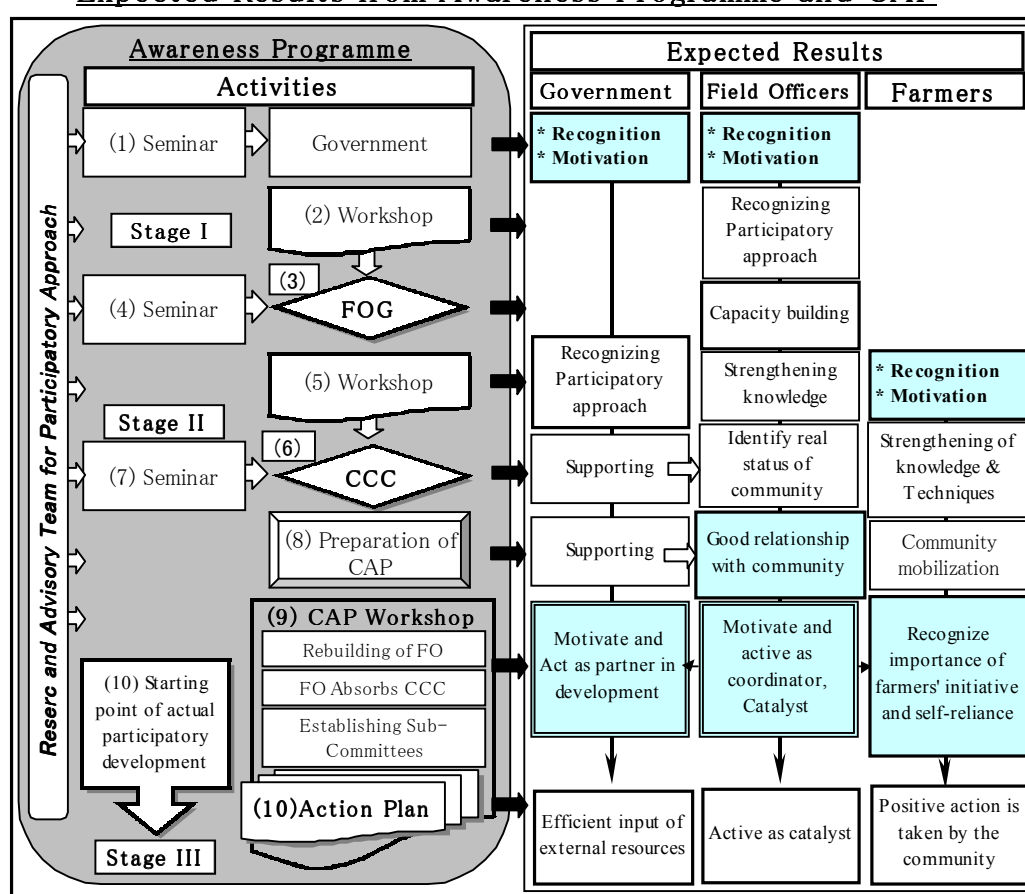 Expected Results from Awareness Programme and CAP
Awareness Programme
Activities
Reserc and Advisory Team for Participatory Approach
(1) Seminar
Government
Stage I
(2) Workshop
(3)
FOG
(4) Seminar
(5) Workshop
Stage II
(6)
CCC
(7) Seminar
(8) Preparation of
CAP
(9) CAP Workshop
Rebuilding of FO
FO Absorbs CCC
Establishing Sub-
Committees
(10)Action Plan
(10) Starting
point of actual
participatory
development
Stage III
Expected Results
Government
Field Officers
Farmers
* Recognition
* Motivation
* Recognition
* Motivation
Recognizing
Participatory
approach
Capacity building
Recognizing
Participatory
approach
Strengthening
knowledge
* Recognition
* Motivation
Supporting
Identify real
status of
community
Strengthening of
knowledge &
Techniques
Supporting
Good relationship
with community
Community
mobilization
Motivate and
Act as partner in
development
Motivate and
active as
coordinator,
Catalyst
Recognize
importance of
farmers' initiative
and self-reliance
Efficient input of
external resources
Active as catalyst
Positive action is
taken by the
community